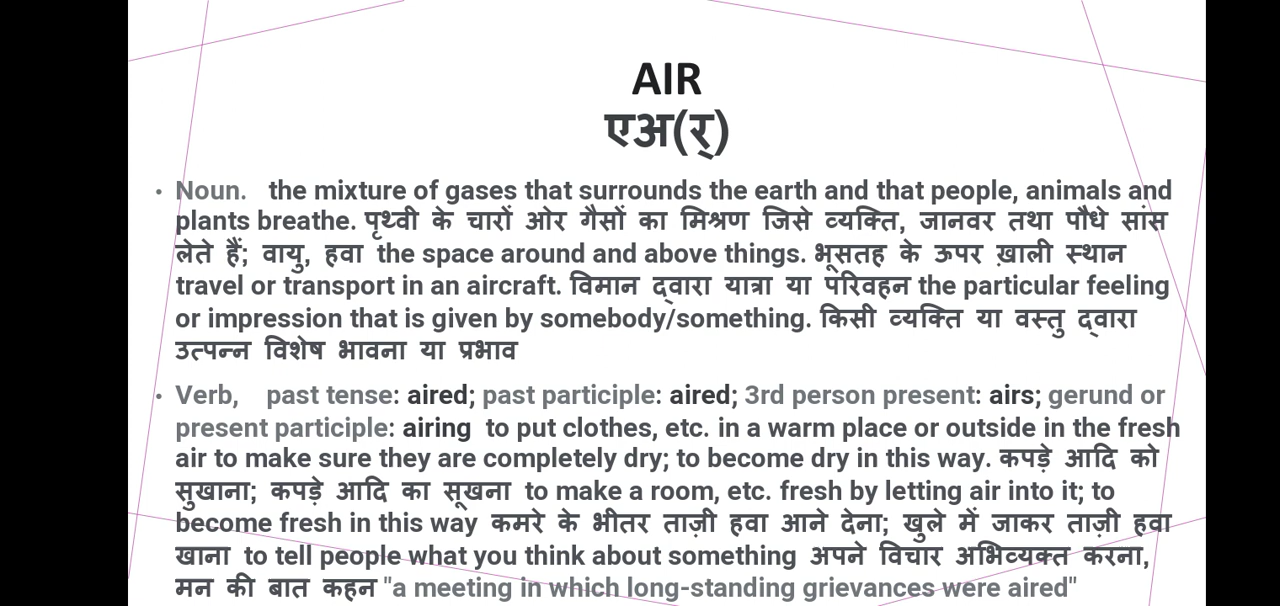 AIR
एअ(र्)
• Noun. the mixture of gases that surrounds the earth and that people, animals and
plants breathe. पृथ्वी के चारों ओर गैसों का मिश्रण जिसे व्यक्ति, जानवर तथा पौधे सांस
लेते हैं; वायु, हवा the space around and above things. भूसतह के ऊपर ख़ाली स्थान
travel or transport in an aircraft. विमान द्वारा यात्रा या परिवहन the particular feeling
or impression that is given by somebody/something. किसी व्यक्ति या वस्तु द्वारा
उत्पन्न विशेष भावना या प्रभाव
• Verb, past tense: aired; past participle: aired; 3rd person present: airs; gerund or
present participle: airing to put clothes, etc. in a warm place or outside in the fresh
air to make sure they are completely dry; to become dry in this way. कपड़े आदि को
सुखाना; कपड़े आदि का सूखना to make a room, etc. fresh by letting air into it; to
become fresh in this way कमरे के भीतर ताज़ी हवा आने देना; खुले में जाकर ताज़ी हवा
खाना to tell people what you think about something अपने विचार अभिव्यक्त करना,
मन की बात कहन "a meeting in which long-standing grievances were aired"